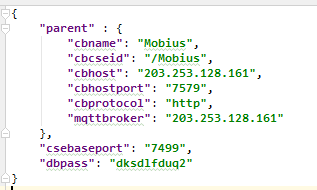 {
"parent" : {
"cbname": "Mobius",
"cbcseid": "/Mobius",
"cbhost": "203.253.128.161",
"cbhostport": "7579",
"cbprotocol": "http",
"mqttbroker": "203.253.128.161"
},
"csebaseport": "7499",
"dbpass": "dksdlfduq2"
}